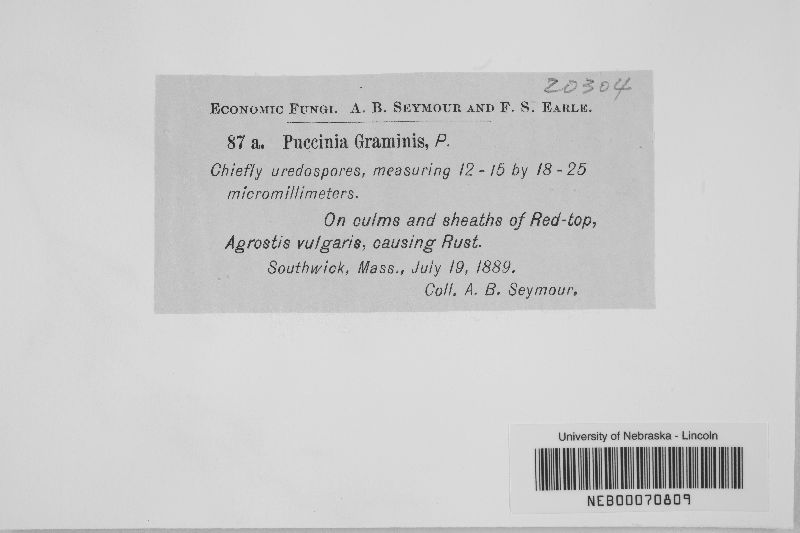 20304
ECONOMIC FUNGI. A. B. SEYMOUR AND F. S. EARLE.
87 a. Puccinia Graminis, P.
Chiefly uredospores, measuring 12-15 by 18-25
micromillimeters.
On culms and sheaths of Red-top,
Agrostis vulgaris, causing Rust.
Southwick, Mass., July 19, 1889.
Coll. A. B. Seymour.
University of Nebraska - Lincoln
NEB00070809